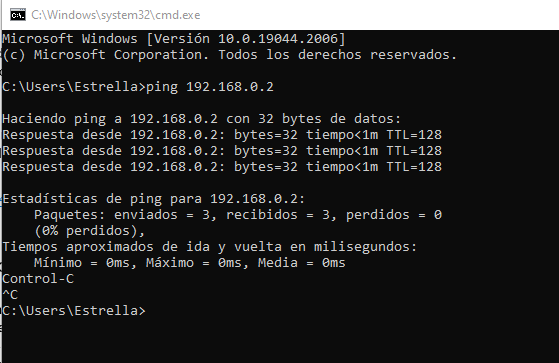 C:\Windows\system32\cmd.exe
Microsoft Windows [Versión 10.0.19044.2006]
(c) Microsoft Corporation. Todos los derechos reservados.
C:\Users\Estrella>ping 192.168.0.2
Haciendo ping a 192.168.0.2 con 32 bytes de datos:
Respuesta desde 192.168.0.2: bytes=32 tiempo<1m TTL=128
Respuesta desde 192.168.0.2: bytes=32 tiempo<1m TTL=128
Respuesta desde 192.168.0.2: bytes=32 tiempo<1m TTL=128
Estadísticas de ping para 192.168.0.2:
Paquetes: enviados = 3, recibidos = 3, perdidos = 0
(0% perdidos),
Tiempos aproximados de ida y vuelta en milisegundos:
Mínimo = 0ms, Máximo = 0ms, Media = 0ms
Control-C
^C
C:\Users\Estrella>